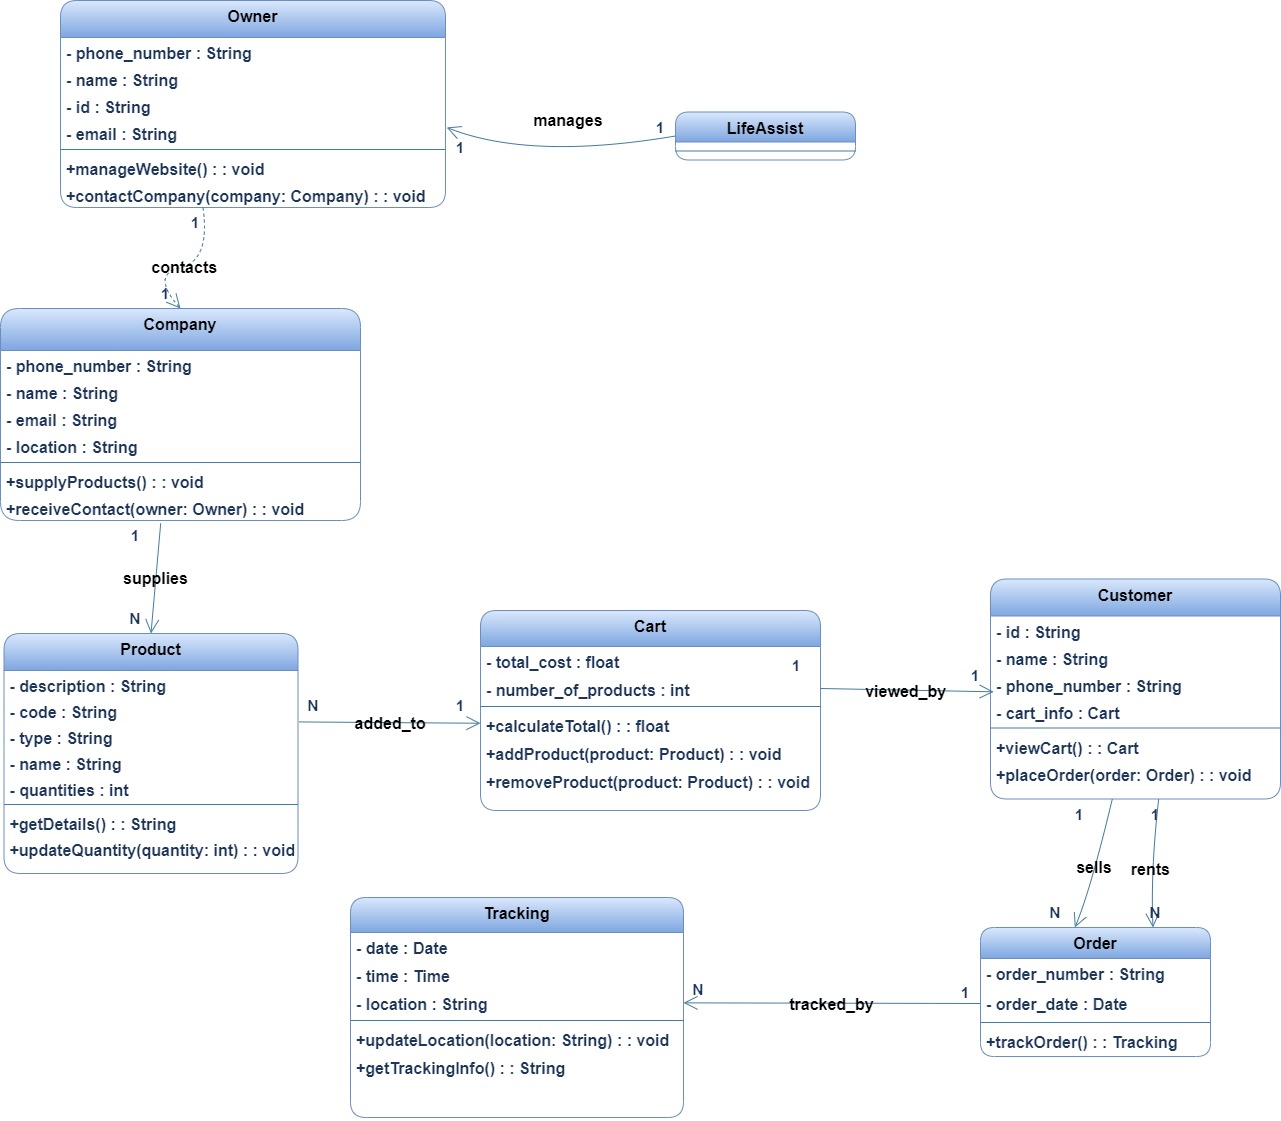 Owner
- phone_number : String
- name : String
- id : String
- email : String
+manageWebsite() : : void
+contactCompany(company: Company) : : void
manages
1
1
LifeAssist
1
contacts
1
Company
- phone_number : String
- name : String
- email : String
- location : String
+supplyProducts() : : void
+receiveContact(owner: Owner) : : void
1
supplies
N
Product
- description : String
- code : String
- type : String
- name : String
- quantities : int
+getDetails() : : String
+updateQuantity(quantity: int) : : void
N
added_to
1
Cart
- total_cost : float
- number_of_products : int
+calculateTotal() : : float
+addProduct(product: Product) : : void
+removeProduct(product: Product) : : void
1
viewed_by
1
Customer
- id : String
- name : String
- phone_number : String
- cart_info : Cart
+viewCart() : : Cart
+placeOrder(order: Order) : : void
1
1
sells
rents
N
N
Order
- order_number : String
- order_date : Date
+trackOrder() : : Tracking
1
tracked_by
N
Tracking
- date : Date
- time : Time
- location : String
+updateLocation(location: String) : : void
+getTrackingInfo() : : String